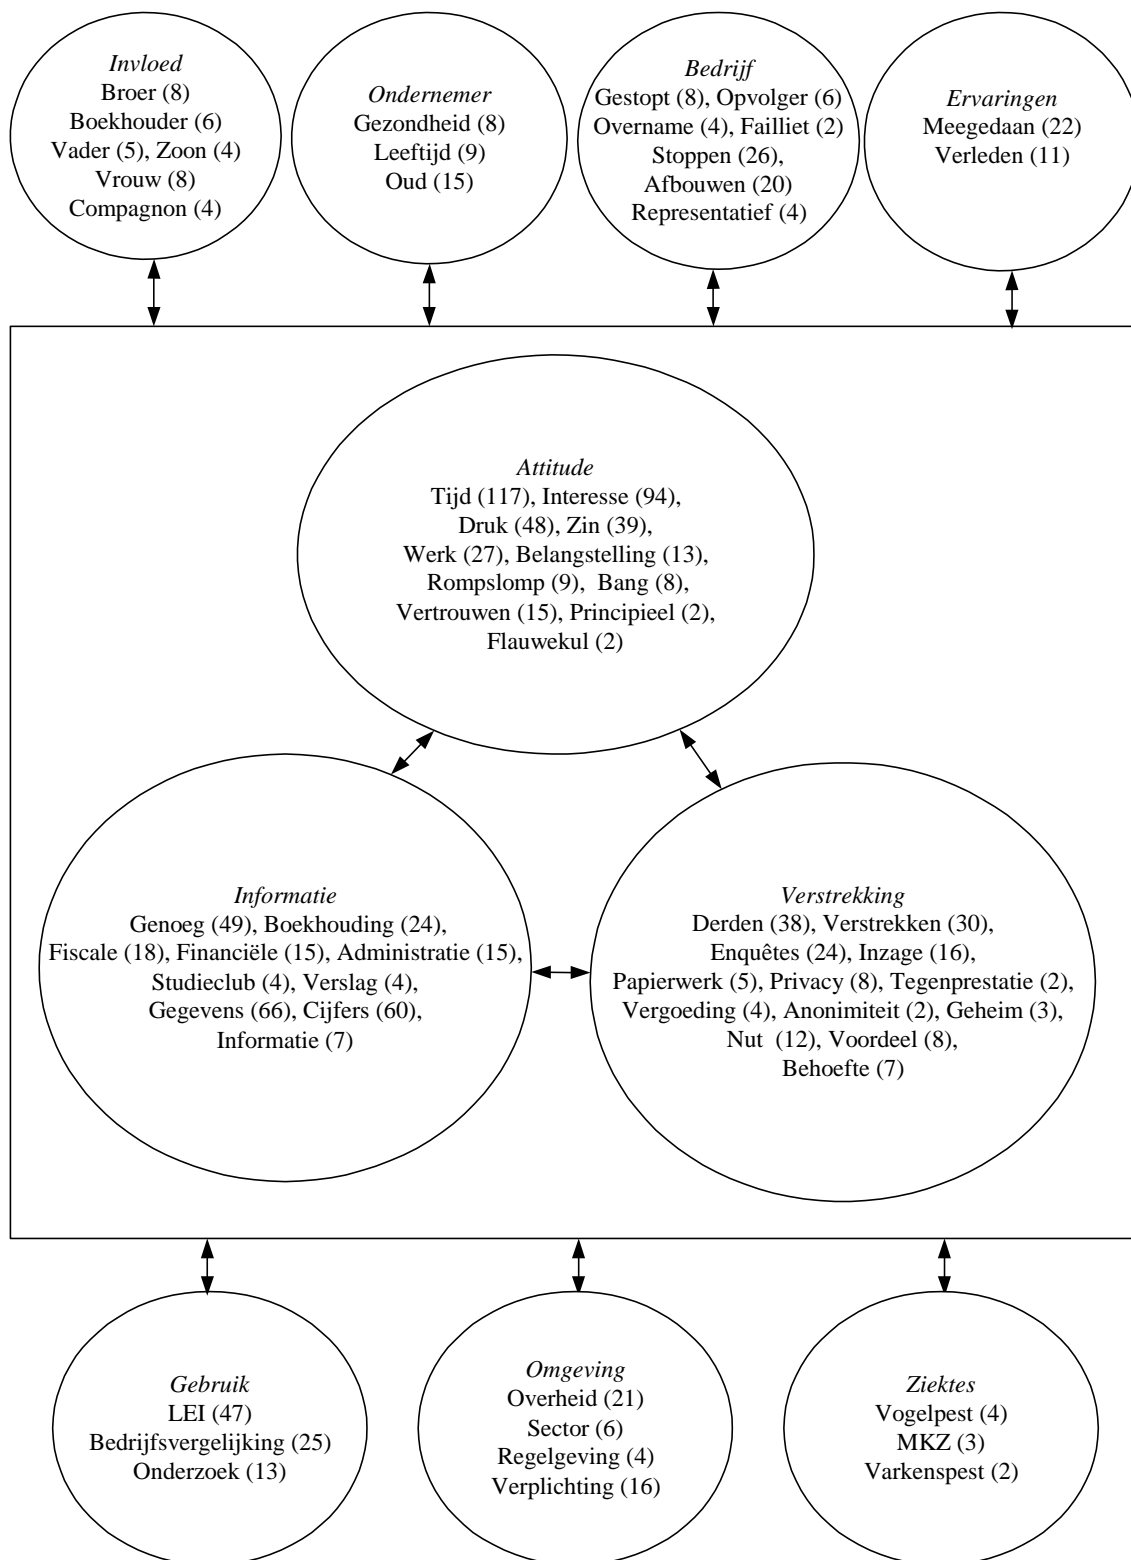 Invloed
Broer (8)
Boekhouder (6)
Vader (5), Zoon (4)
Vrouw (8)
Compagnon (4)
Ondernemer
Gezondheid (8)
Leeftijd (9)
Oud (15)
Bedrijf
Gestopt (8), Opvolger (6)
Overname (4), Failliet (2)
Stoppen (26),
Afbouwen (20)
Representatief (4)
Ervaringen
Meegedaan (22)
Verleden (11)
Attitude
Tijd (117), Interesse (94),
Druk (48), Zin (39),
Werk (27), Belangstelling (13),
Rompslomp (9), Bang (8),
Vertrouwen (15), Principieel (2),
Flauwekul (2)
Informatie
Genoeg (49), Boekhouding (24),
Fiscale (18), Financiële (15), Administratie (15),
Studieclub (4), Verslag (4),
Gegevens (66), Cijfers (60),
Informatie (7)
Verstrekking
Derden (38), Verstrekken (30),
Enquêtes (24), Inzage (16),
Papierwerk (5), Privacy (8), Tegenprestatie (2),
Vergoeding (4), Anonimiteit (2), Geheim (3),
Nut (12), Voordeel (8),
Behoefte (7)
Gebruik
LEI (47)
Bedrijfsvergelijking (25)
Onderzoek (13)
Omgeving
Overheid (21)
Sector (6)
Regelgeving (4)
Verplichting (16)
Ziektes
Vogelpest (4)
MKZ (3)
Varkenspest (2)